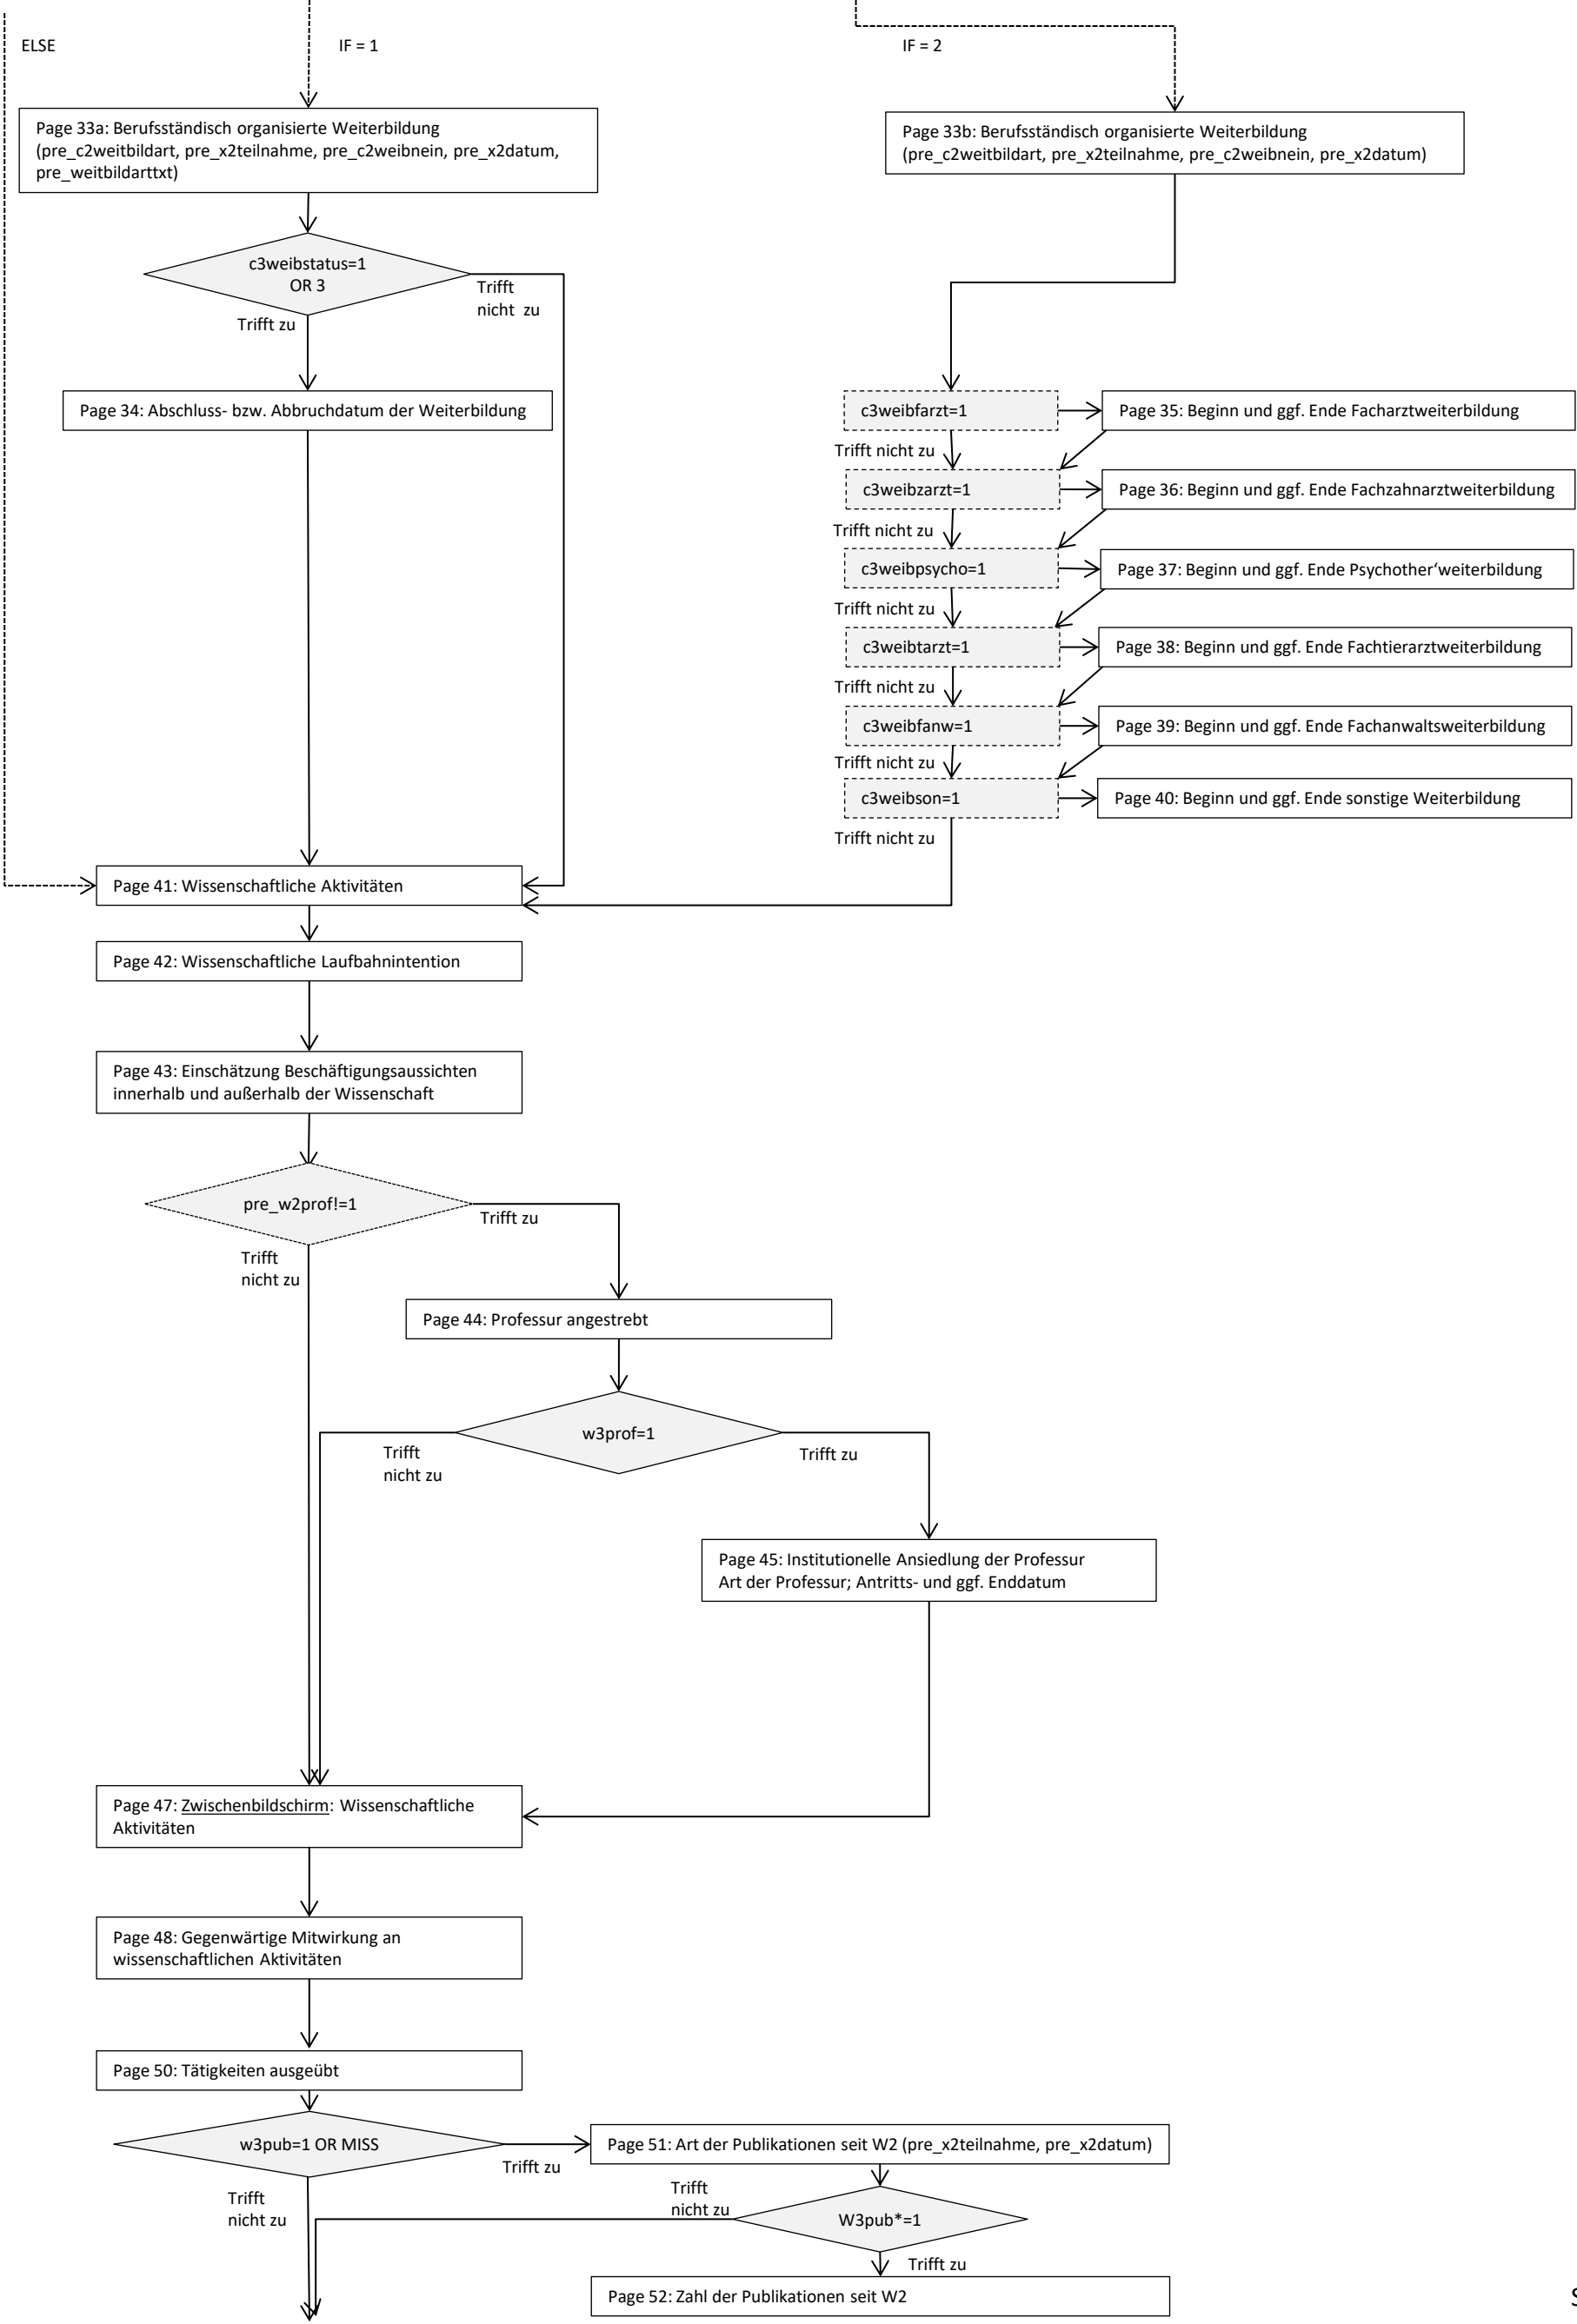 ELSE
IF = 1
IF = 2
Page 33a: Berufsständisch organisierte Weiterbildung
(pre_c2weitbildart, pre_x2teilnahme, pre_c2weibnein, pre_x2datum,
pre_weitbildarttxt)
Page 33b: Berufsständisch organisierte Weiterbildung
(pre_c2weitbildart, pre_x2teilnahme, pre_c2weibnein, pre_x2datum)
c3weibstatus=1
OR 3
Trifft
nicht zu
Trifft zu
Page 34: Abschluss- bzw. Abbruchdatum der Weiterbildung
c3weibfarzt=1
Page 35: Beginn und ggf. Ende Facharztweiterbildung
Trifft nicht zu
c3weibzarzt=1
Page 36: Beginn und ggf. Ende Fachzahnarztweiterbildung
Trifft nicht zu
c3weibpsycho=1
Page 37: Beginn und ggf. Ende Psychother‘weiterbildung
Trifft nicht zu
c3weibtarzt=1
Page 38: Beginn und ggf. Ende Fachtierarztweiterbildung
Trifft nicht zu
c3weibfanw=1
Page 39: Beginn und ggf. Ende Fachanwaltsweiterbildung
Trifft nicht zu
c3weibson=1
Page 40: Beginn und ggf. Ende sonstige Weiterbildung
Trifft nicht zu
Page 41: Wissenschaftliche Aktivitäten
Page 42: Wissenschaftliche Laufbahnintention
Page 43: Einschätzung Beschäftigungsaussichten
innerhalb und außerhalb der Wissenschaft
pre_w2prof!=1
Trifft zu
Trifft
nicht zu
Page 44: Professur angestrebt
w3prof=1
Trifft
nicht zu
Trifft zu
Page 45: Institutionelle Ansiedlung der Professur
Art der Professur; Antritts- und ggf. Enddatum
Page 47: Zwischenbildschirm: Wissenschaftliche
Aktivitäten
Page 48: Gegenwärtige Mitwirkung an
wissenschaftlichen Aktivitäten
Page 50: Tätigkeiten ausgeübt
w3pub=1 OR MISS
Trifft zu
Page 51: Art der Publikationen seit W2 (pre_x2teilnahme, pre_x2datum)
Trifft
nicht zu
Trifft
nicht zu
W3pub*=1
Trifft zu
Page 52: Zahl der Publikationen seit W2